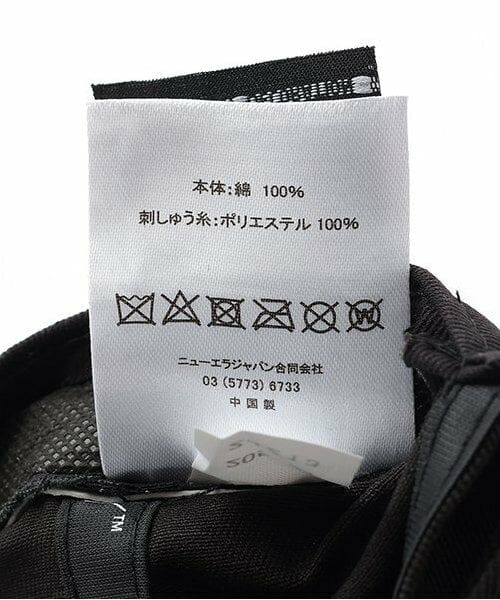 本体:綿 100%
刺しゅう糸:ポリエステル 100%
W
ニューエラジャパン合同会社
03 (5773) 6733
中国製
TM